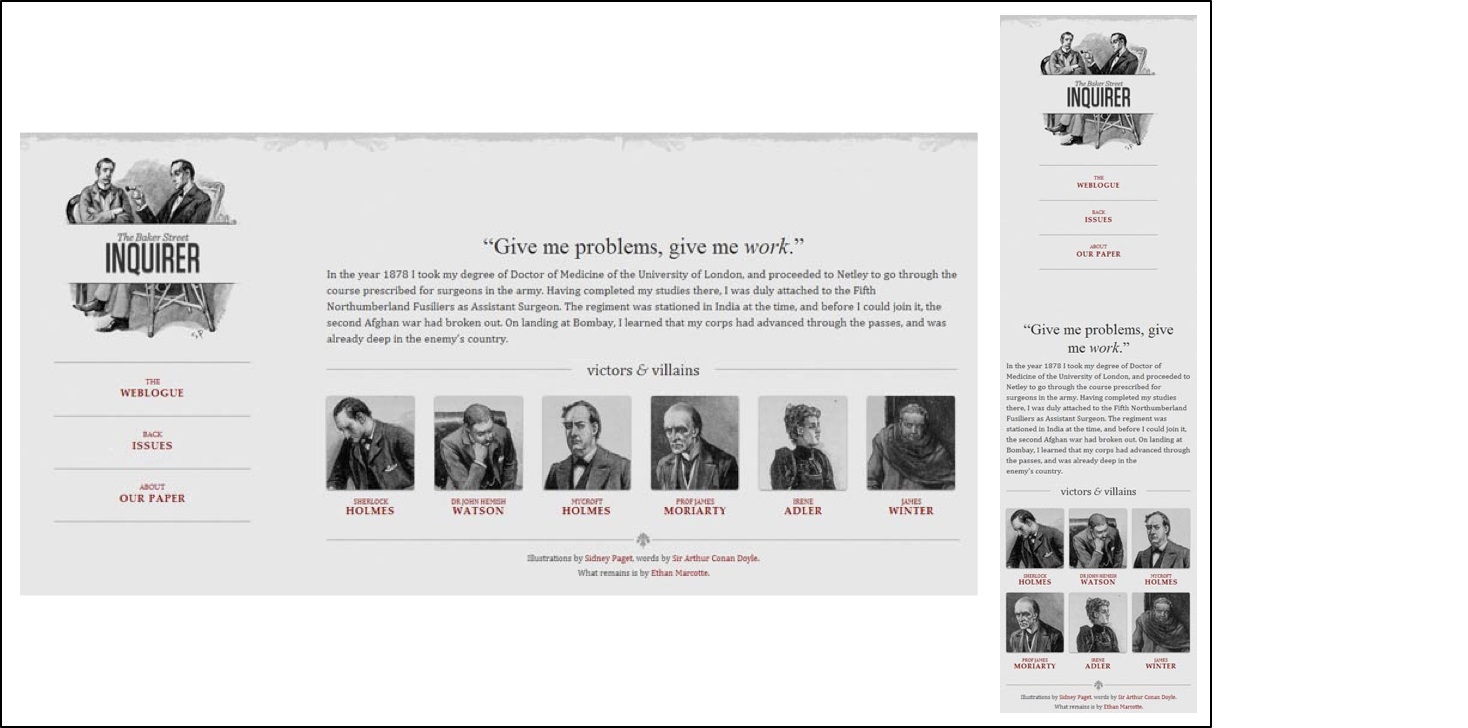 The Baker Street
INQUIRER
THE
WEBLOGUE
BACK
ISSUES
ABOUT
OUR PAPER
“Give me problems, give me work.”
In the year 1878 I took my degree of Doctor of Medicine of the University of London, and proceeded to Netley to go through the
course prescribed for surgeons in the army. Having completed my studies there, I was duly attached to the Fifth
Northumberland Fusiliers as Assistant Surgeon. The regiment was stationed in India at the time, and before I could join it, the
second Afghan war had broken out. On landing at Bombay, I learned that my corps had advanced through the passes, and was
already deep in the enemy’s country.
victors & villains
SHERLOCK
HOLMES
DR JOHN HEMISH
WATSON
MYCROFT
HOLMES
PROF JAMES
MORIARTY
IRENE
ADLER
JAMES
WINTER
Illustrations by Sidney Paget, words by Sir Arthur Conan Doyle.
What remains is by Ethan Marcotte.
The Baker Street
INQUIRER
THE
WEBLOGUE
BACK
ISSUES
ABOUT
OUR PAPER
“Give me problems, give
me work.”
In the year 1878 I took my degree of Doctor of
Medicine of the University of London, and proceeded to
Netley to go through the course prescribed for
surgeons in the army. Having completed my studies
there, I was duly attached to the Fifth Northumberland
Fusiliers as Assistant Surgeon. The regiment was
stationed in India at the time, and before I could join it,
the second Afghan war had broken out. On landing at
Bombay, I learned that my corps had advanced through
the passes, and was already deep in the
enemy’s country.
victors & villains
SHERLOCK
HOLMES
DR JOHN HEMISH
WATSON
MYCROFT
HOLMES
PROF JAMES
MORIARTY
IRENE
ADLER
JAMES
WINTER
Illustrations by Sidney Paget, words by Sir Arthur Conan Doyle.
What remains is by Ethan Marcotte.